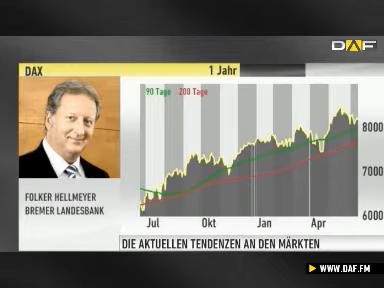 DAF
DAX
1 Jahr
90 Tage 200 Tage
8000
7000
6000
Jul Okt Jan Apr
FOLKER HELLMEYER
BREMER LANDESBANK
DIE AKTUELLEN TENDENZEN AN DEN MÄRKTEN
WWW.DAF.FM